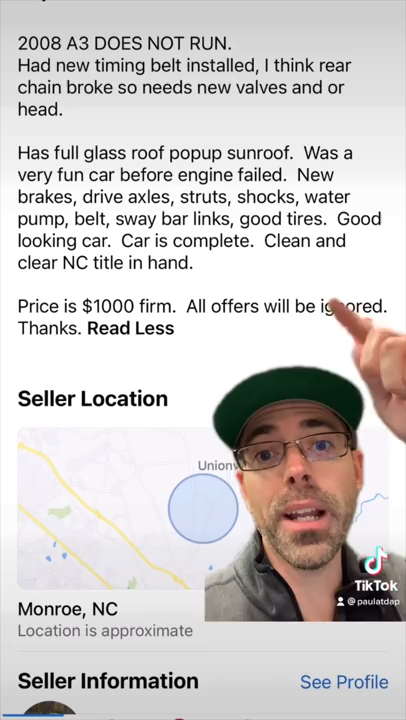 2008 A3 DOES NOT RUN.
Had new timing belt installed, I think rear
chain broke so needs new valves and or
head.
Has full glass roof popup sunroof. Was a
very fun car before engine failed. New
brakes, drive axles, struts, shocks, water
pump, belt, sway bar links, good tires. Good
looking car. Car is complete. Clean and
clear NC title in hand.
Price is $1000 firm. All offers will be ignored.
Thanks. Read Less
Seller Location
Monroe, NC
Location is approximate
Seller Information
See Profile
TikTok
@paulatdap